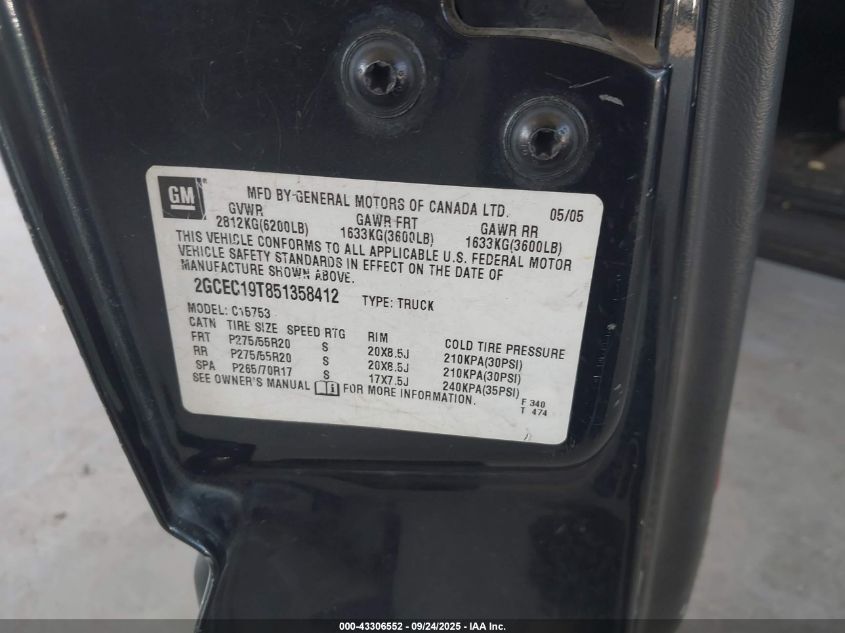 GM
MFD BY GENERAL MOTORS OF CANADA LTD. 05/05
GVWR GAWR FRT GAWR RR
2812KG(6200LB) 1633KG(3600LB) 1633KG(3600LB)
THIS VEHICLE CONFORMS TO ALL APPLICABLE U.S. FEDERAL MOTOR
VEHICLE SAFETY STANDARDS IN EFFECT ON THE DATE OF
MANUFACTURE SHOWN ABOVE.
2GCEC19T851358412 TYPE: TRUCK
MODEL: C15753
CATN TIRE SIZE SPEED RTG RIM COLD TIRE PRESSURE
FRT P275/55R20 S 20X8.5J 210KPA(30PSI)
RR P275/55R20 S 20X8.5J 210KPA(30PSI)
SPA P265/70R17 S 17X7.5J 240KPA(35PSI)
SEE OWNER'S MANUAL FOR MORE INFORMATION.
F 340
T 474
000-43306552 - 09/24/2025 - IAA Inc.